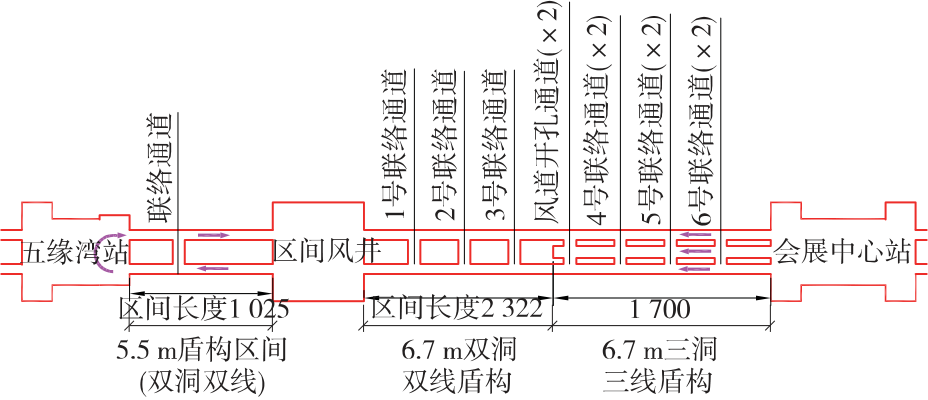 联络通道
1号联络通道
2号联络通道
3号联络通道
风道开孔通道(×2)
4号联络通道(×2)
5号联络通道(×2)
6号联络通道(×2)
五缘湾站
区间风井
会展中心站
区间长度1 025
区间长度2 322
1 700
5.5 m盾构区间
(双洞双线)
6.7 m双洞
双线盾构
6.7 m三洞
三线盾构